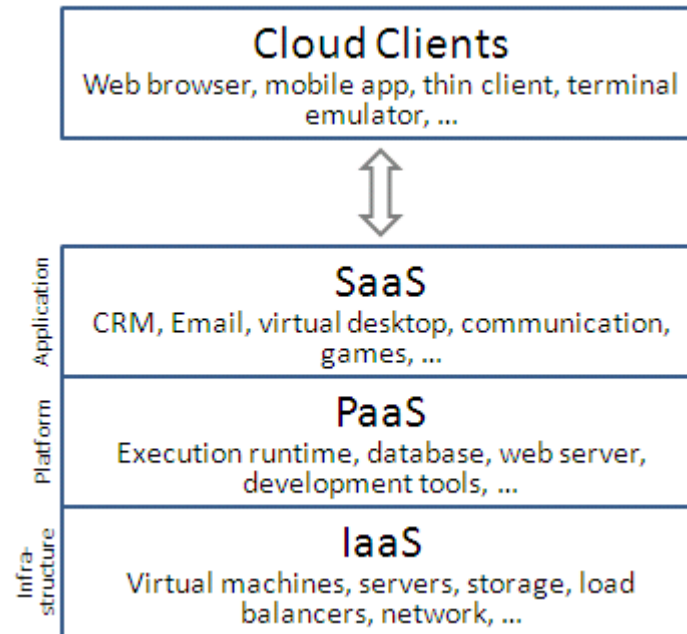 Cloud Clients
Web browser, mobile app, thin client, terminal
emulator, ...
Application
SaaS
CRM, Email, virtual desktop, communication,
games, ...
Platform
PaaS
Execution runtime, database, web server,
development tools, ...
Infra-
structure
IaaS
Virtual machines, servers, storage, load
balancers, network, ...